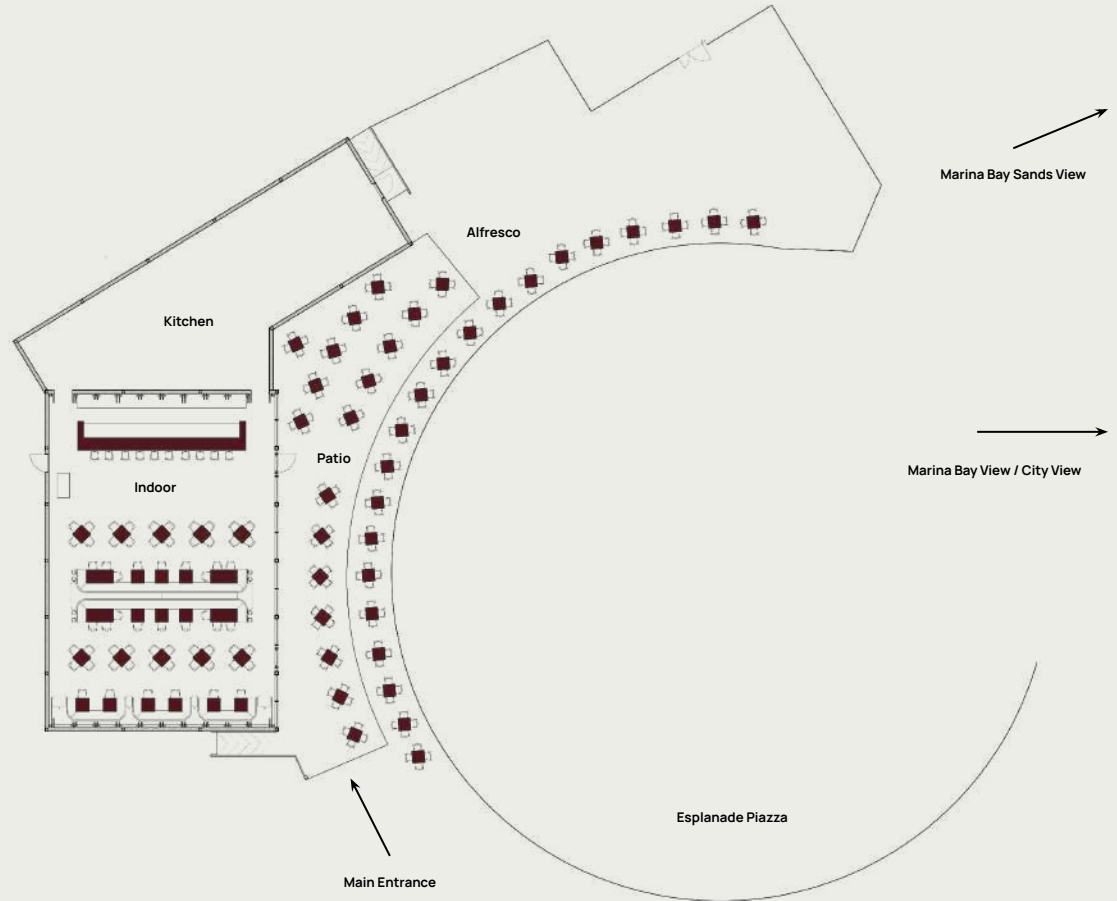 Marina Bay Sands View
Alfresco
Kitchen
Patio
Marina Bay View / City View
Indoor
Esplanade Piazza
Main Entrance